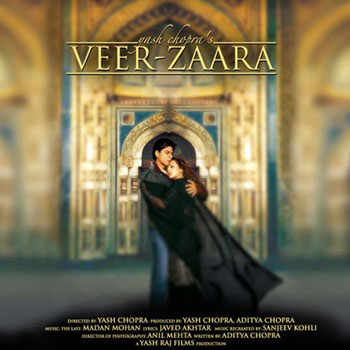 yash chopra's
VEER-ZAARA
DIRECTED BY YASH CHOPRA PRODUCED BY YASH CHOPRA, ADITYA CHOPRA
MUSIC: THE LATE MADAN MOHAN LYRICS JAVED AKHTAR MUSIC RECREATED BY SANJEEV KOHLI
DIRECTOR OF PHOTOGRAPHY ANIL MEHTA WRITTEN BY ADITYA CHOPRA
A YASH RAJ FILMS PRODUCTION